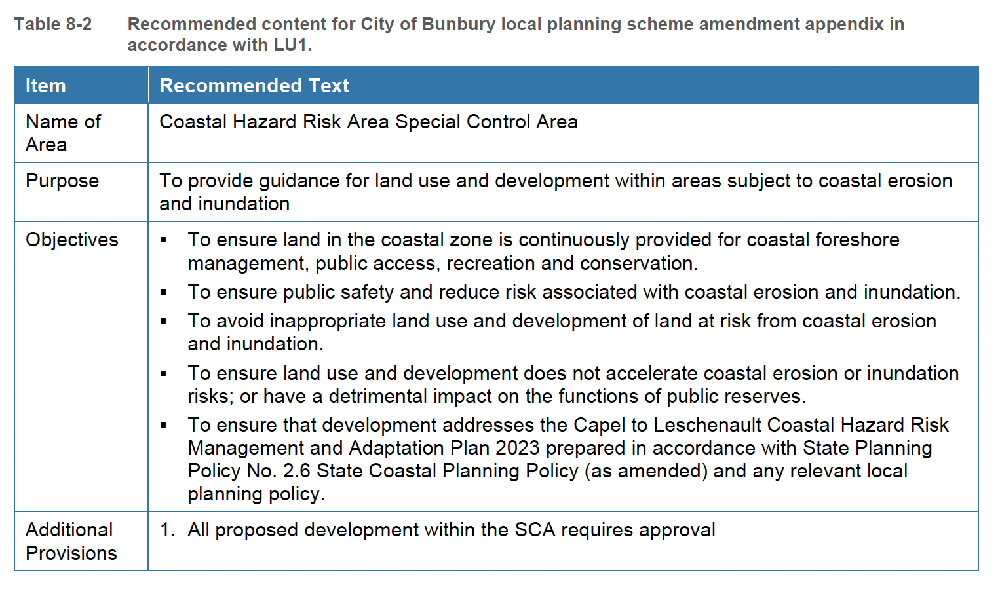 Table 8-2 Recommended content for City of Bunbury local planning scheme amendment appendix in
accordance with LU1.
Item Recommended Text
Name of Coastal Hazard Risk Area Special Control Area
Area
Purpose To provide guidance for land use and development within areas subject to coastal erosion
and inundation
Objectives ▪ To ensure land in the coastal zone is continuously provided for coastal foreshore
management, public access, recreation and conservation.
▪ To ensure public safety and reduce risk associated with coastal erosion and inundation.
▪ To avoid inappropriate land use and development of land at risk from coastal erosion
and inundation.
▪ To ensure land use and development does not accelerate coastal erosion or inundation
risks; or have a detrimental impact on the functions of public reserves.
▪ To ensure that development addresses the Capel to Leschenault Coastal Hazard Risk
Management and Adaptation Plan 2023 prepared in accordance with State Planning
Policy No. 2.6 State Coastal Planning Policy (as amended) and any relevant local
planning policy.
Additional 1. All proposed development within the SCA requires approval
Provisions